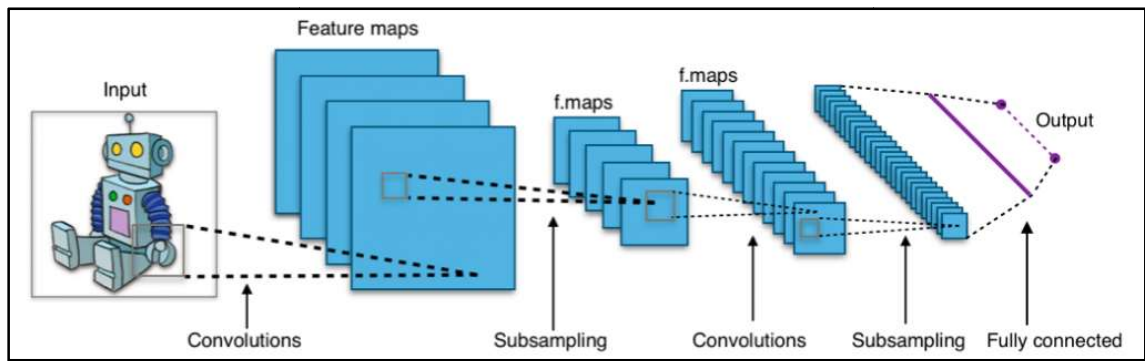 Feature maps
Input
f.maps
f.maps
Output
Convolutions
Subsampling
Convolutions
Subsampling
Fully connected